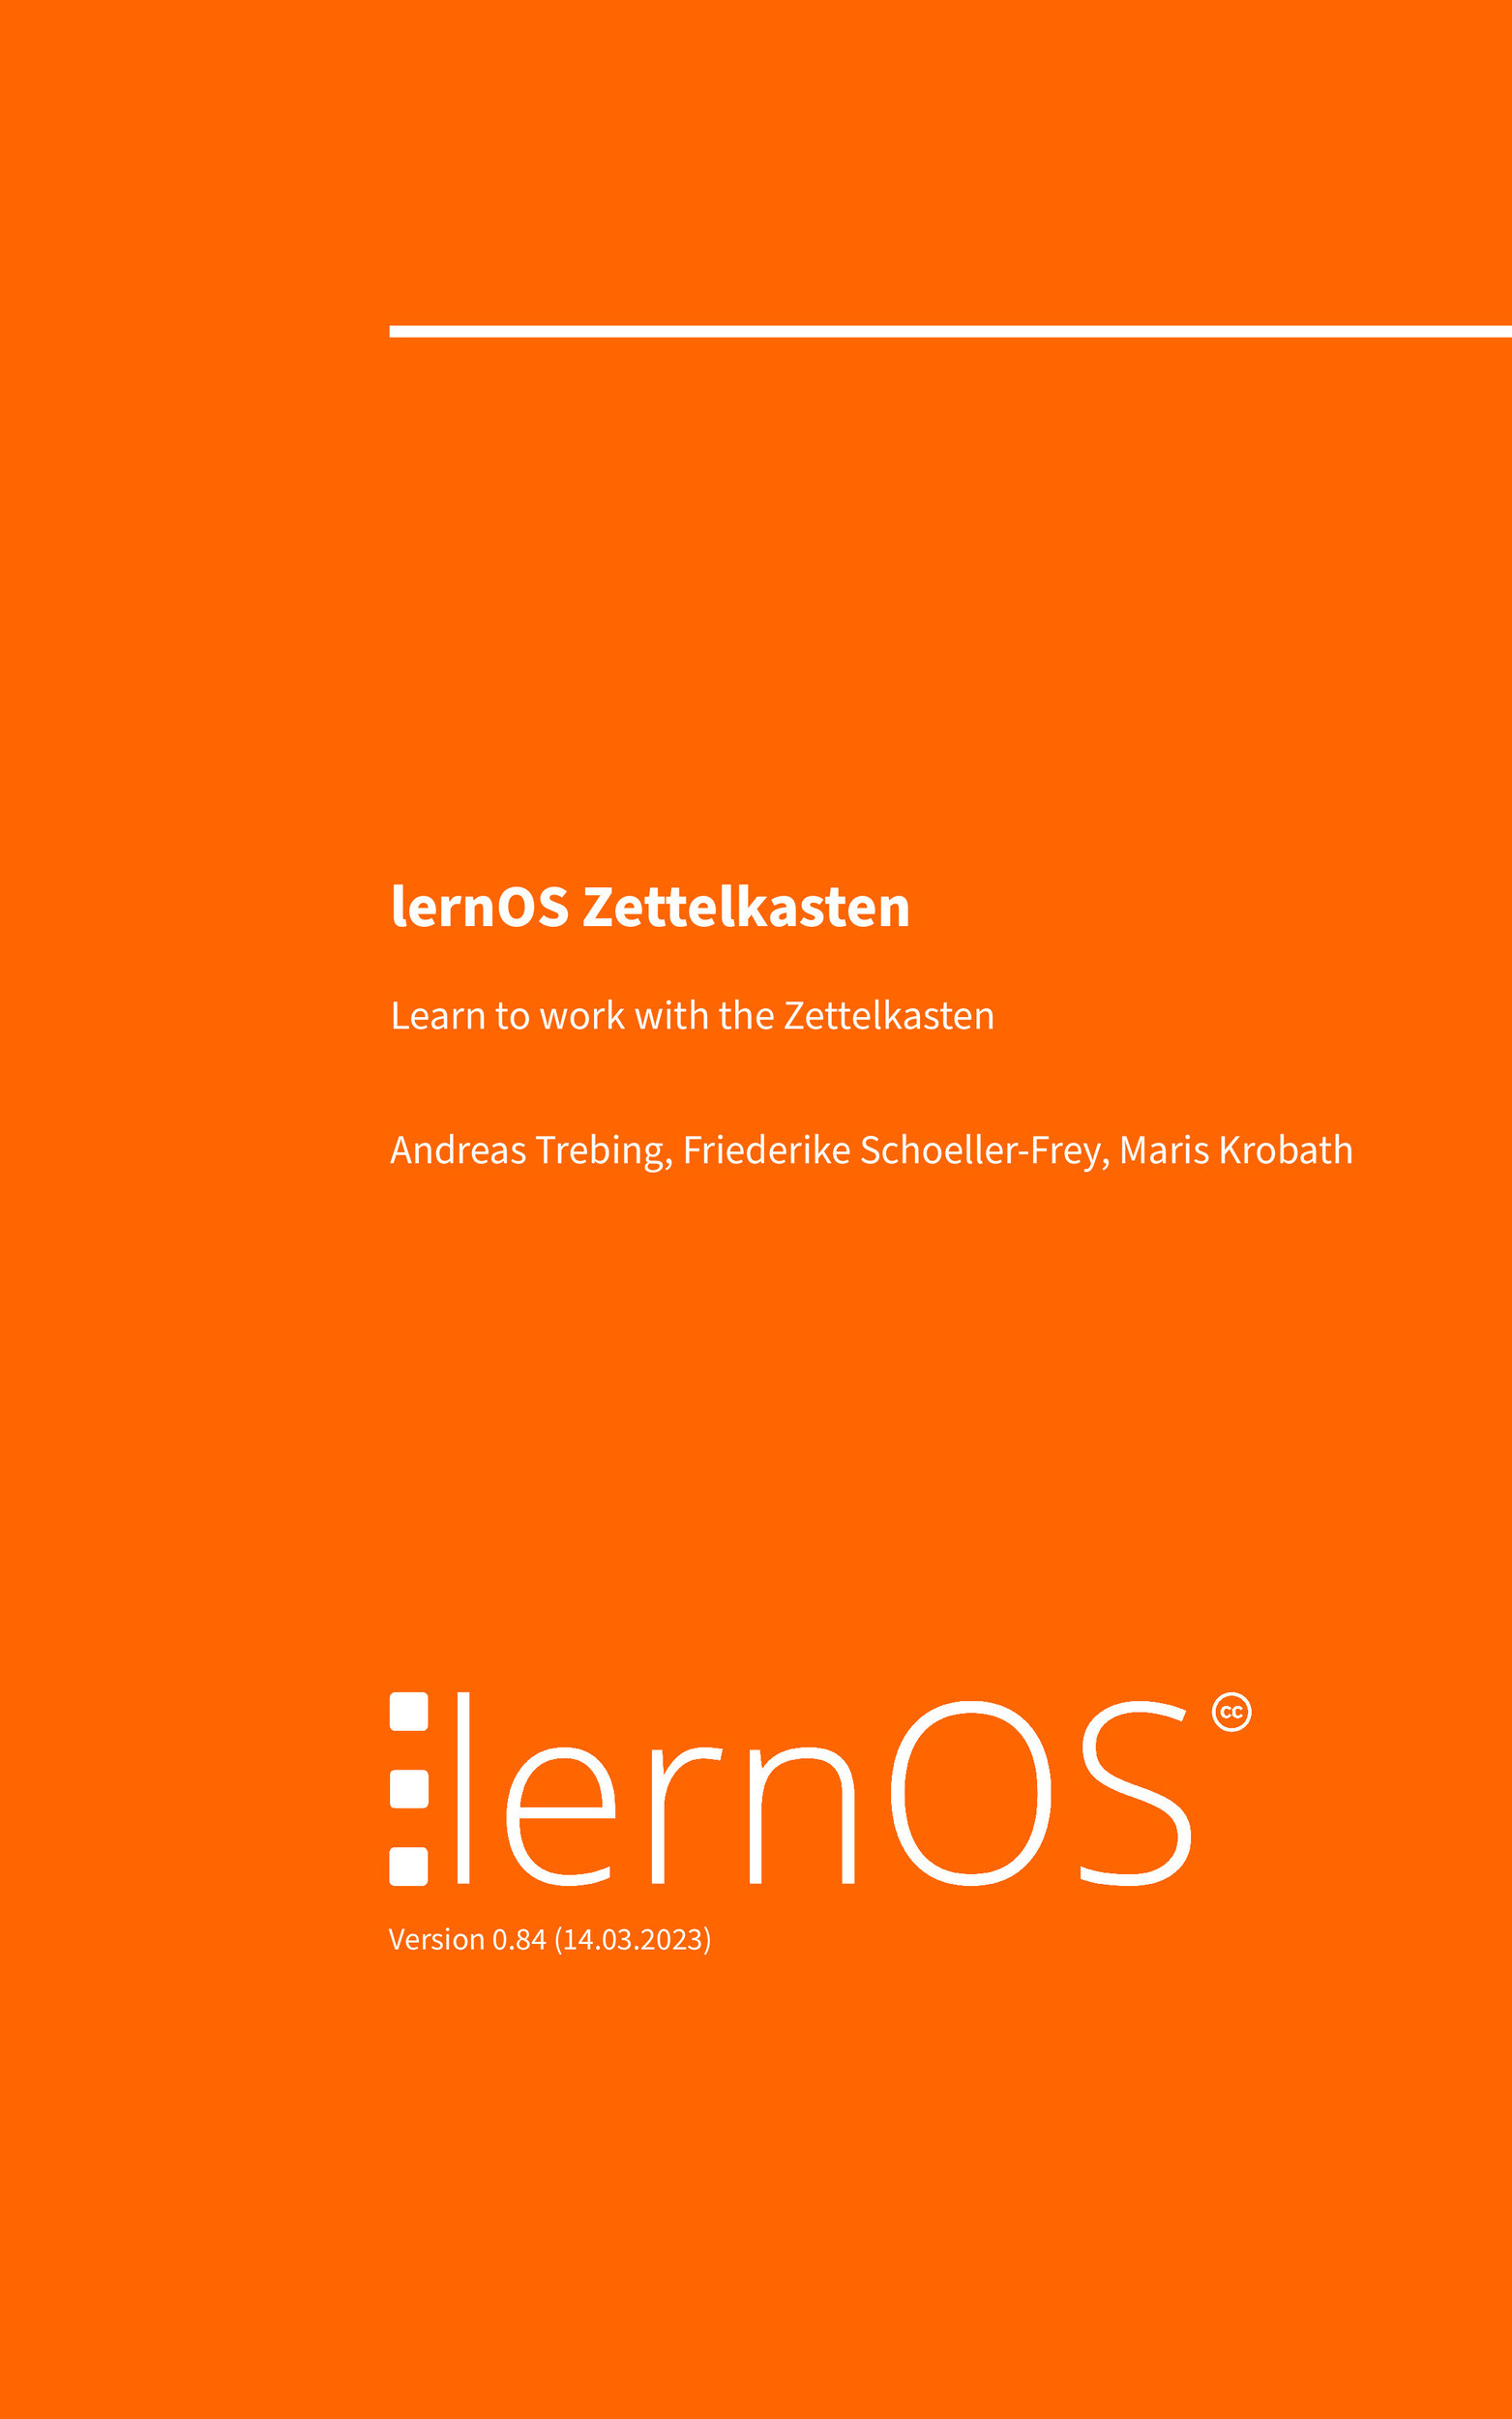 lernOS Zettelkasten
Learn to work with the Zettelkasten
Andreas Trebing, Friederike Schoeller-Frey, Maris Krobath
lernOS cc
Version 0.84 (14.03.2023)